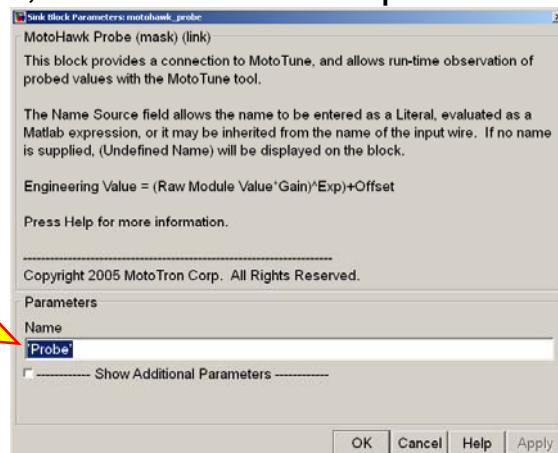 Sink Block Parameters: motohawk_probe
MotoHawk Probe (mask) (link)
This block provides a connection to MotoTune, and allows run-time observation of
probed values with the MotoTune tool.
The Name Source field allows the name to be entered as a Literal, evaluated as a
Matlab expression, or it may be inherited from the name of the input wire. If no name
is supplied, (Undefined Name) will be displayed on the block.
Engineering Value = (Raw Module Value*Gain)^Exp)+Offset
Press Help for more information.
--------------------------------------------------------------------
Copyright 2005 MotoTron Corp. All Rights Reserved.
Parameters
Name
'Probe'
------------ Show Additional Parameters ------------
OK Cancel Help Apply